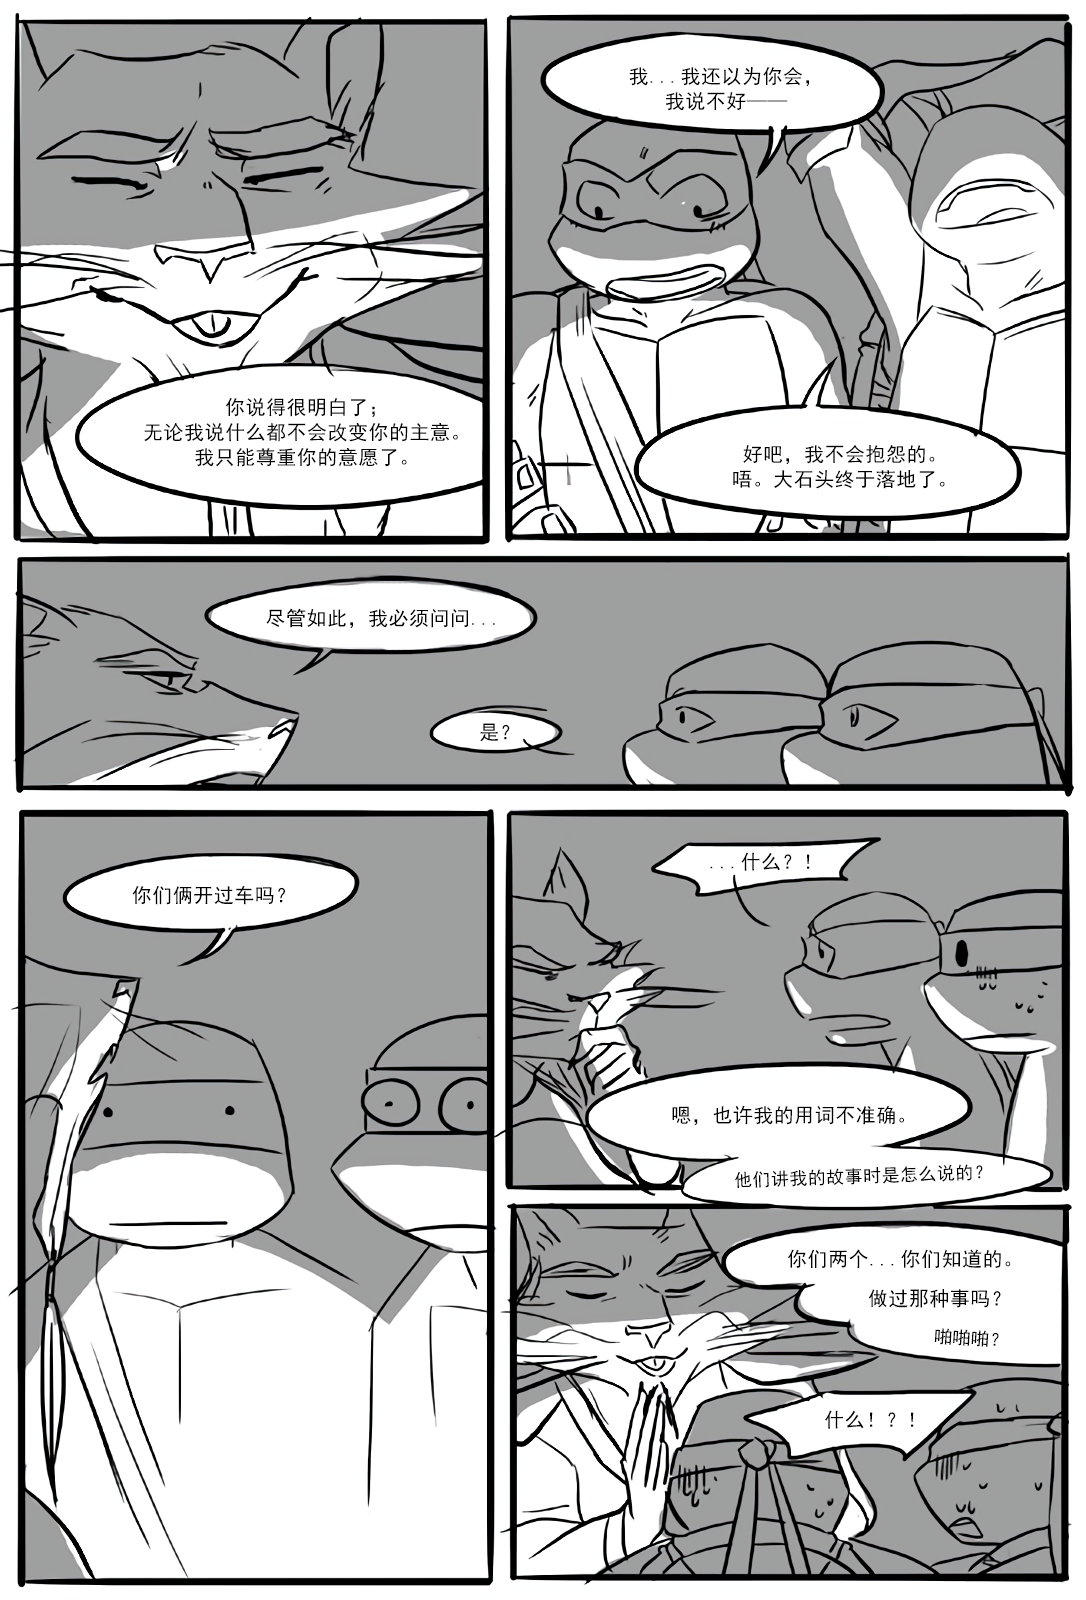 你说得很明白了；
无论我说什么都不会改变你的主意。
我只能尊重你的意愿了。
我...我还以为你会，
我说不好——
好吧，我不会抱怨的。
唔。大石头终于落地了。
尽管如此，我必须问问...
是？
你们俩开过车吗？
...什么？！
嗯，也许我的用词不准确。
他们讲我的故事时是怎么说的？
你们两个...你们知道的。
做过那种事吗？
啪啪啪？
什么！？！